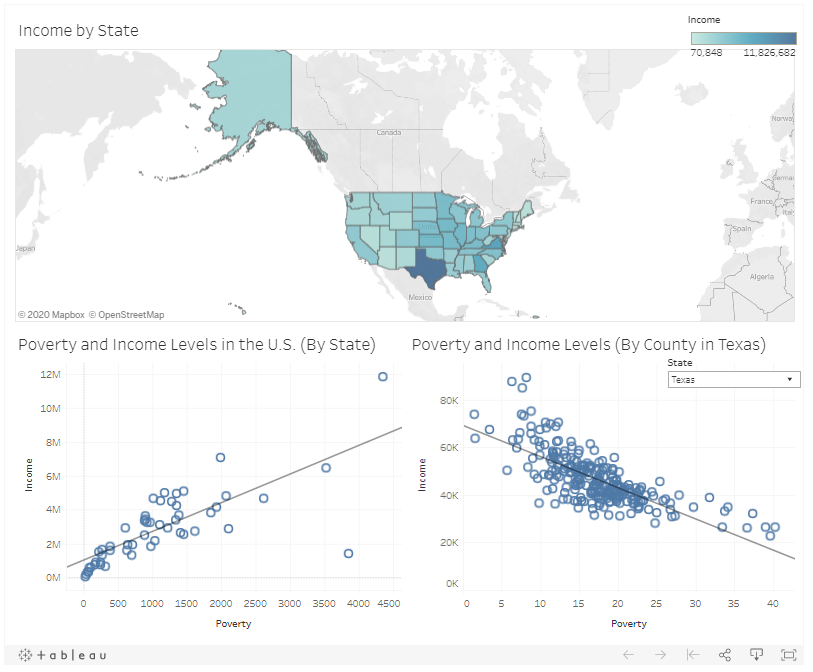 Income by State
Income
70,848 11,826,682
Canada
Norway
Germa
France
Ital
Spain
Japan
Algeria
Mexico
© 2020 Mapbox © OpenStreetMap
Poverty and Income Levels in the U.S. (By State)
12M
10M
8M
6M
4M
2M
0M
Income
0 500 1000 1500 2000 2500 3000 3500 4000 4500
Poverty
Poverty and Income Levels (By County in Texas)
State
Texas
80K
60K
40K
20K
0K
Income
0 5 10 15 20 25 30 35 40
Poverty
+ a b | e a u